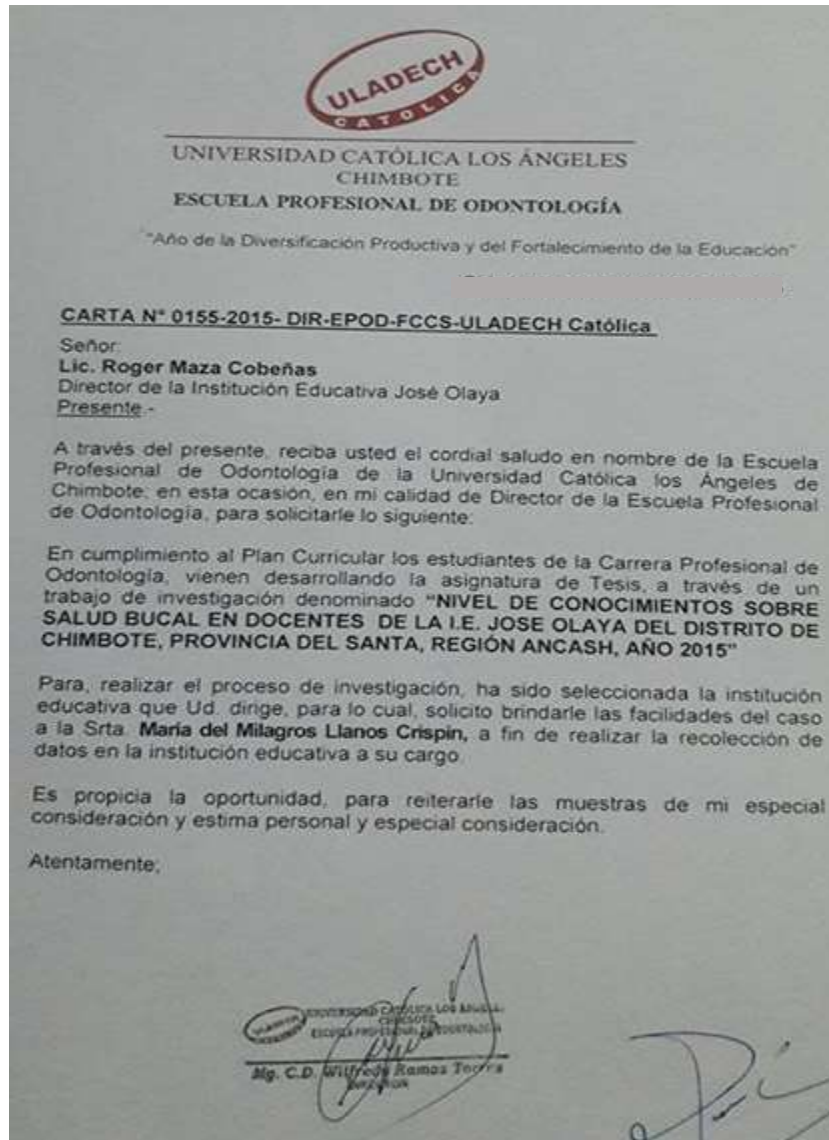 ULADECH
CATOLICA
UNIVERSIDAD CATÓLICA LOS ÁNGELES
CHIMBOTE
ESCUELA PROFESIONAL DE ODONTOLOGÍA
"Año de la Diversificación Productiva y del Fortalecimiento de la Educación"
CARTA N° 0155-2015- DIR-EPOD-FCCS-ULADECH Católica
Señor:
Lic. Roger Maza Cobeñas
Director de la Institución Educativa José Olaya
Presente.-
A través del presente, reciba usted el cordial saludo en nombre de la Escuela
Profesional de Odontología de la Universidad Católica los Ángeles de
Chimbote; en esta ocasión, en mi calidad de Director de la Escuela Profesional
de Odontología, para solicitarle lo siguiente:
En cumplimiento al Plan Curricular los estudiantes de la Carrera Profesional de
Odontología, vienen desarrollando la asignatura de Tesis, a través de un
trabajo de investigación denominado "NIVEL DE CONOCIMIENTOS SOBRE
SALUD BUCAL EN DOCENTES DE LA I.E. JOSE OLAYA DEL DISTRITO DE
CHIMBOTE, PROVINCIA DEL SANTA, REGIÓN ANCASH, AÑO 2015"
Para, realizar el proceso de investigación, ha sido seleccionada la institución
educativa que Ud. dirige, para lo cual, solicito brindarle las facilidades del caso
a la Srta. María del Milagros Llanos Crispín, a fin de realizar la recolección de
datos en la institución educativa a su cargo.
Es propicia la oportunidad, para reiterarle las muestras de mi especial
consideración y estima personal y especial consideración.
Atentamente;
UNIVERSIDAD CATÓLICA LOS ÁNGELES
CHIMBOTE
ESCUELA PROFESIONAL DE ODONTOLOGÍA
Mg. C.D. Wilfredo Ramos Torres
DIRECTOR